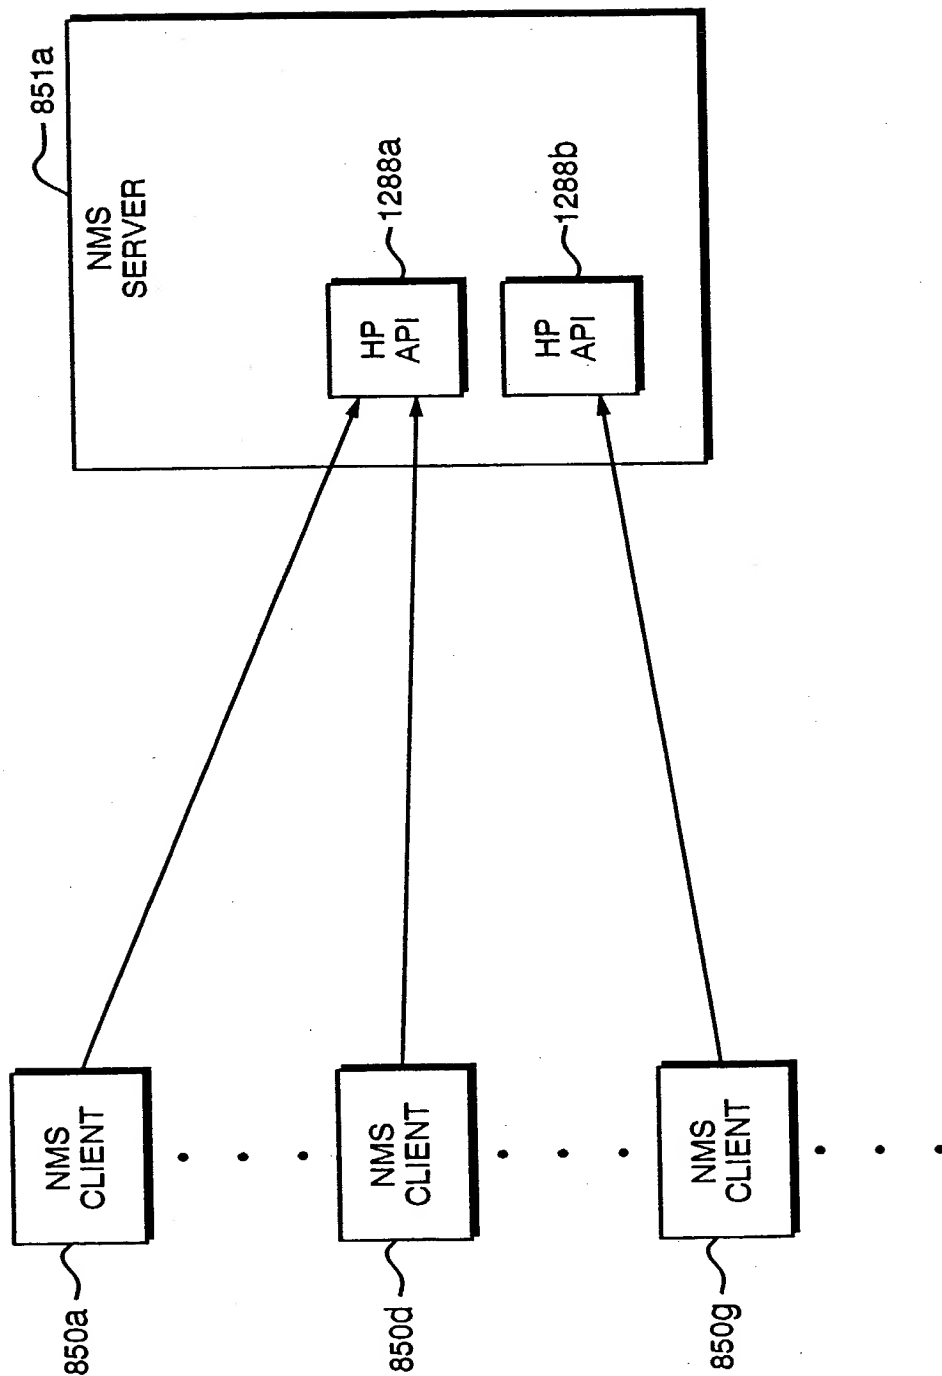 851a
NMS
SERVER
1288a
HP
API
1288b
HP
API
NMS
CLIENT
850a
NMS
CLIENT
850d
NMS
CLIENT
850g